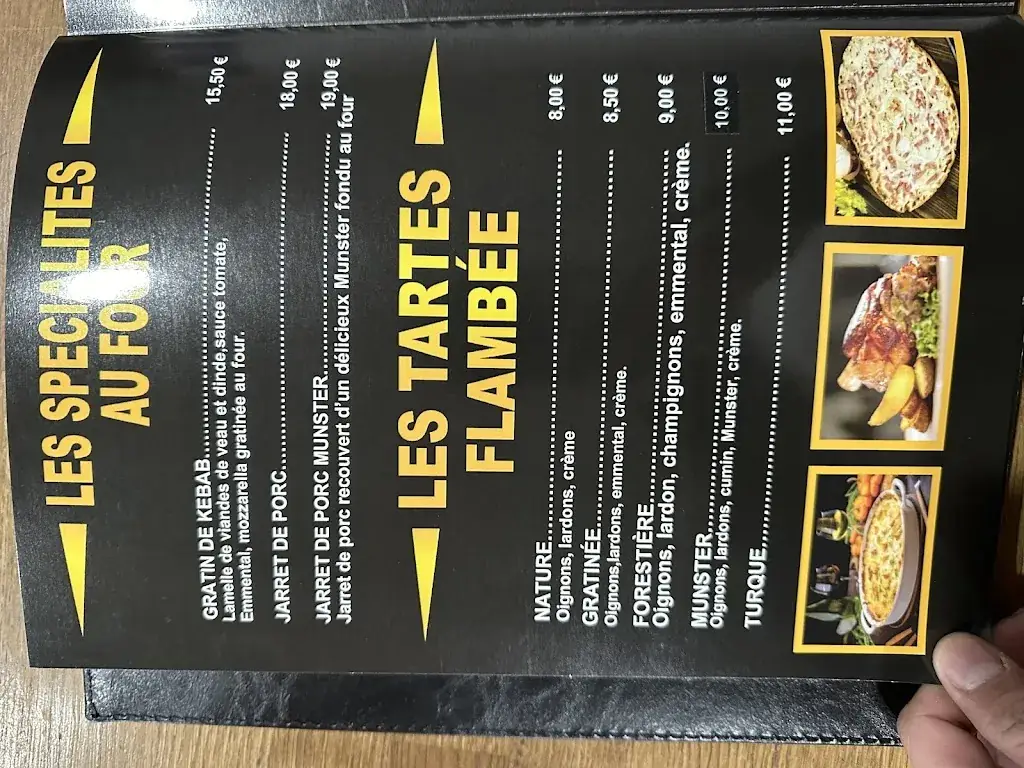 LES SPECIALITES
AU FOUR
GRATIN DE KEBAB........................ 15,50 €
Lamelle de viandes de veau et dinde,sauce tomate,
Emmental, mozzarella gratinée au four.
JARRET DE PORC........................ 18,00 €
JARRET DE PORC MUNSTER........................ 19,00 €
Jarret de porc recouvert d'un délicieux Munster fondu au four
LES TARTES
FLAMBÉE
NATURE........................ 8,00 €
Oignons, lardons, crème
GRATINÉE........................ 8,50 €
Oignons,lardons, emmental, crème.
FORESTIÈRE........................ 9,00 €
Oignons, lardon, champignons, emmental, crème.
MUNSTER........................ 10,00 €
Oignons, lardons, cumin, Munster, crème.
TURQUE........................ 11,00 €